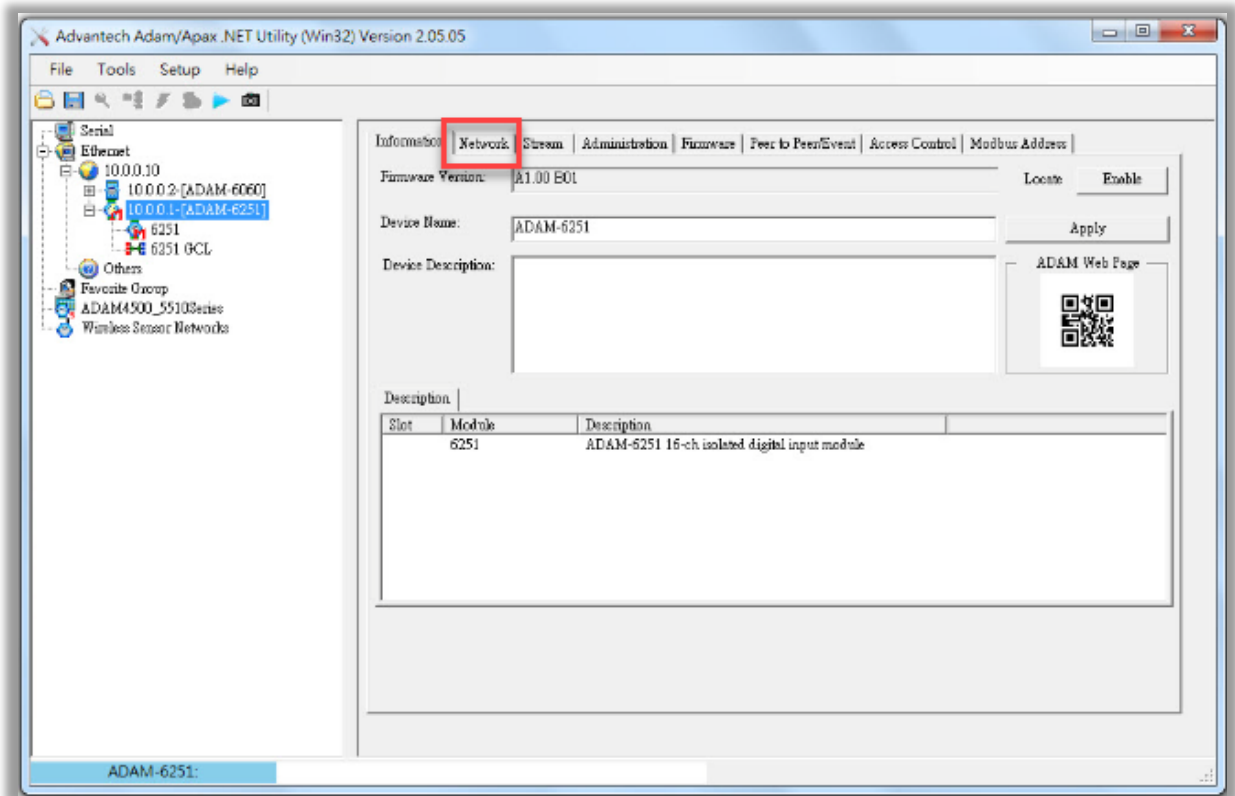 Advantech Adam/Apax .NET Utility (Win32) Version 2.05.05
File Tools Setup Help
Serial
Ethernet
10.0.0.10
10.0.0.2-[ADAM-6060]
10.0.0.1-[ADAM-6251]
6251
6251 GCL
Others
Favorite Group
ADAM4500_5510Series
Wireless Sensor Networks
Information Network Stream Administration Firmware Peer to Peer/Event Access Control Modbus Address
Firmware Version: A1.00 B01 Locate Enable
Device Name: ADAM-6251 Apply
Device Description: ADAM Web Page
Description
Slot Module Description
6251 ADAM-6251 16-ch isolated digital input module
ADAM-6251: